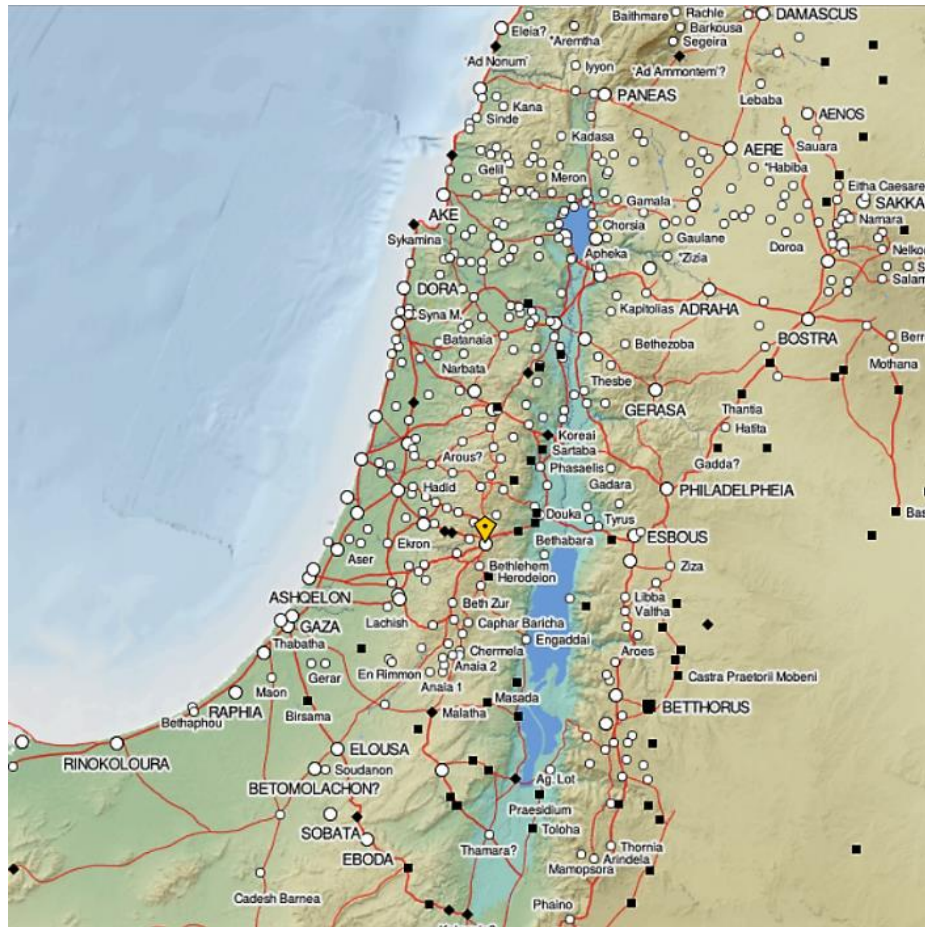 Baithmare
Rachle
DAMASCUS
Eleia?
*Aremtha
Barkousa
Segeira
'Ad Nonum'
Iyyon
'Ad Ammontem'?
PANEAS
Lebaba
Kana
Sinde
AENOS
Kadasa
Sauara
AERE
Gelil
Meron
*Habiba
Eitha Caesare
Gamala
SAKKA
AKE
Chorsia
Namara
Sykamina
Gaulane
Doroa
Nelko
Apheka
*Zizia
S
Salam
DORA
Kapitolias
ADRAHA
Syna M.
Batanaia
Bethezoba
BOSTRA
Berr
Narbata
Mothana
Thesbe
GERASA
Thantia
Hatita
Koreai
Arous?
Sartaba
Phasaelis
Gadda?
Hadid
Gadara
PHILADELPHEIA
Douka
Tyrus
Bas
Ekron
Bethabara
ESBOUS
Aser
Bethlehem
Ziza
Herodeion
ASHQELON
Beth Zur
Libba
Valtha
GAZA
Lachish
Caphar Baricha
Thabatha
Engaddai
Chermela
Aroes
Gerar
En Rimmon
Anaia 2
Castra Praetorii Mobeni
Maon
Anaia 1
Masada
Bethaphou
RAPHIA
Birsama
Malatha
BETTHORUS
RINOKOLOURA
ELOUSA
Soudanon
Ag. Lot
BETOMOLACHON?
Praesidium
SOBATA
Toloha
EBODA
Thamara?
Thornia
Arindela
Mamopsora
Cadesh Barnea
Phaino